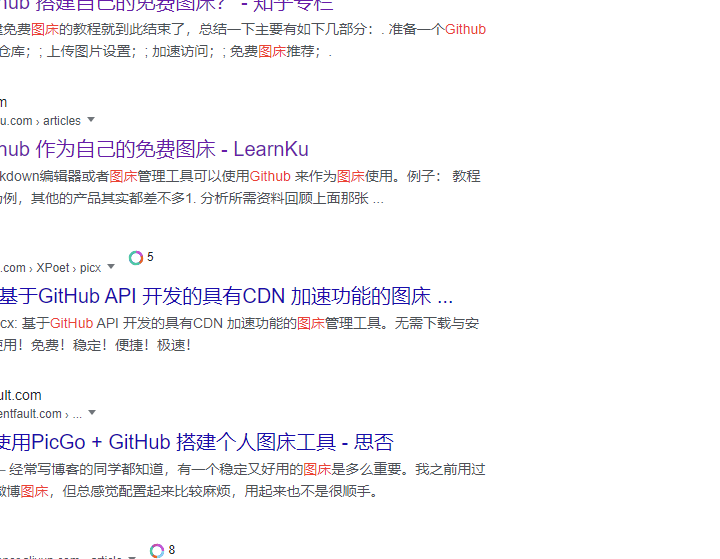 hub 搭建自己的免费图床？ - 知乎专栏
免费图床的教程就到此结束了，总结一下主要有如下几部分：. 准备一个Github
仓库；; 上传图片设置；; 加速访问；; 免费图床推荐；.
m
u.com › articles
hub 作为自己的免费图床 - LearnKu
kdown编辑器或者图床管理工具可以使用Github 来作为图床使用。例子： 教程
例，其他的产品其实都差不多1. 分析所需资料回顾上面那张 ...
.com › XPoet › picx
5
基于GitHub API 开发的具有CDN 加速功能的图床 ...
cx: 基于GitHub API 开发的具有CDN 加速功能的图床管理工具。无需下载与安
使用！免费！稳定！便捷！极速！
ult.com
entfault.com › ...
使用PicGo + GitHub 搭建个人图床工具 - 思否
– 经常写博客的同学都知道，有一个稳定又好用的图床是多么重要。我之前用过
微博图床，但总感觉配置起来比较麻烦，用起来也不是很顺手。
8